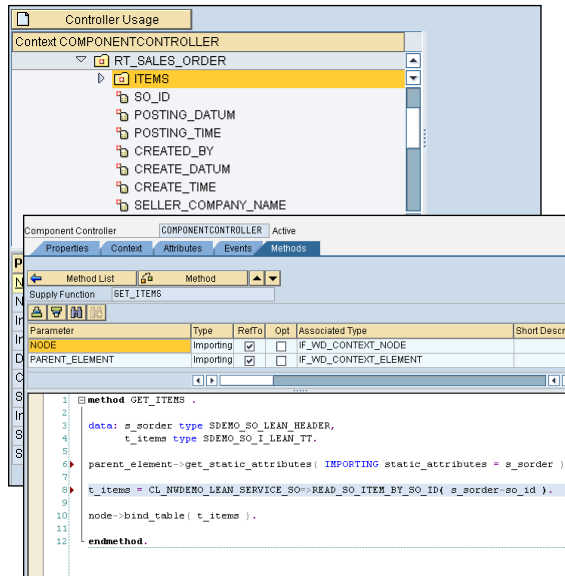 Controller Usage
Context COMPONENTCONTROLLER
RT_SALES_ORDER
ITEMS
SO_ID
POSTING_DATUM
POSTING_TIME
CREATED_BY
CREATE_DATUM
CREATE_TIME
SELLER_COMPANY_NAME
Component Controller COMPONENTCONTROLLER Active
Properties Context Attributes Events Methods
Method List Method
Supply Function GET_ITEMS
Parameter Type RefTo Opt Associated Type Short Descr
NODE Importing IF_WD_CONTEXT_NODE
PARENT_ELEMENT Importing IF_WD_CONTEXT_ELEMENT
1 method GET_ITEMS .
2
3 data: s_sorder type SDEMO_SO_LEAN_HEADER,
4 t_items type SDEMO_SO_I_LEAN_TT.
5
6 parent_element->get_static_attributes( IMPORTING static_attributes = s_sorder )
7
8 t_items = CL_NWDEMO_LEAN_SERVICE_SO=>READ_SO_ITEM_BY_SO_ID( s_sorder-so_id ).
9
10 node->bind_table( t_items ).
11
12 endmethod.
P
N
N
In
In
D
C
S
In
S
S